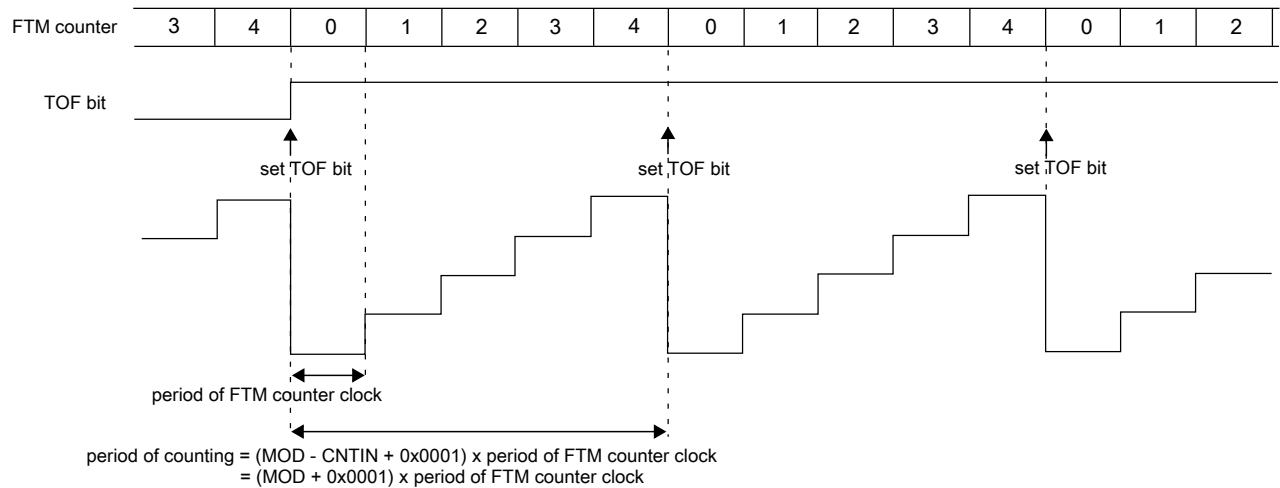 FTM counter 3 4 0 1 2 3 4 0 1 2 3 4 0 1 2
TOF bit
set TOF bit set TOF bit set TOF bit
period of FTM counter clock
period of counting = (MOD - CNTIN + 0x0001) x period of FTM counter clock
= (MOD + 0x0001) x period of FTM counter clock